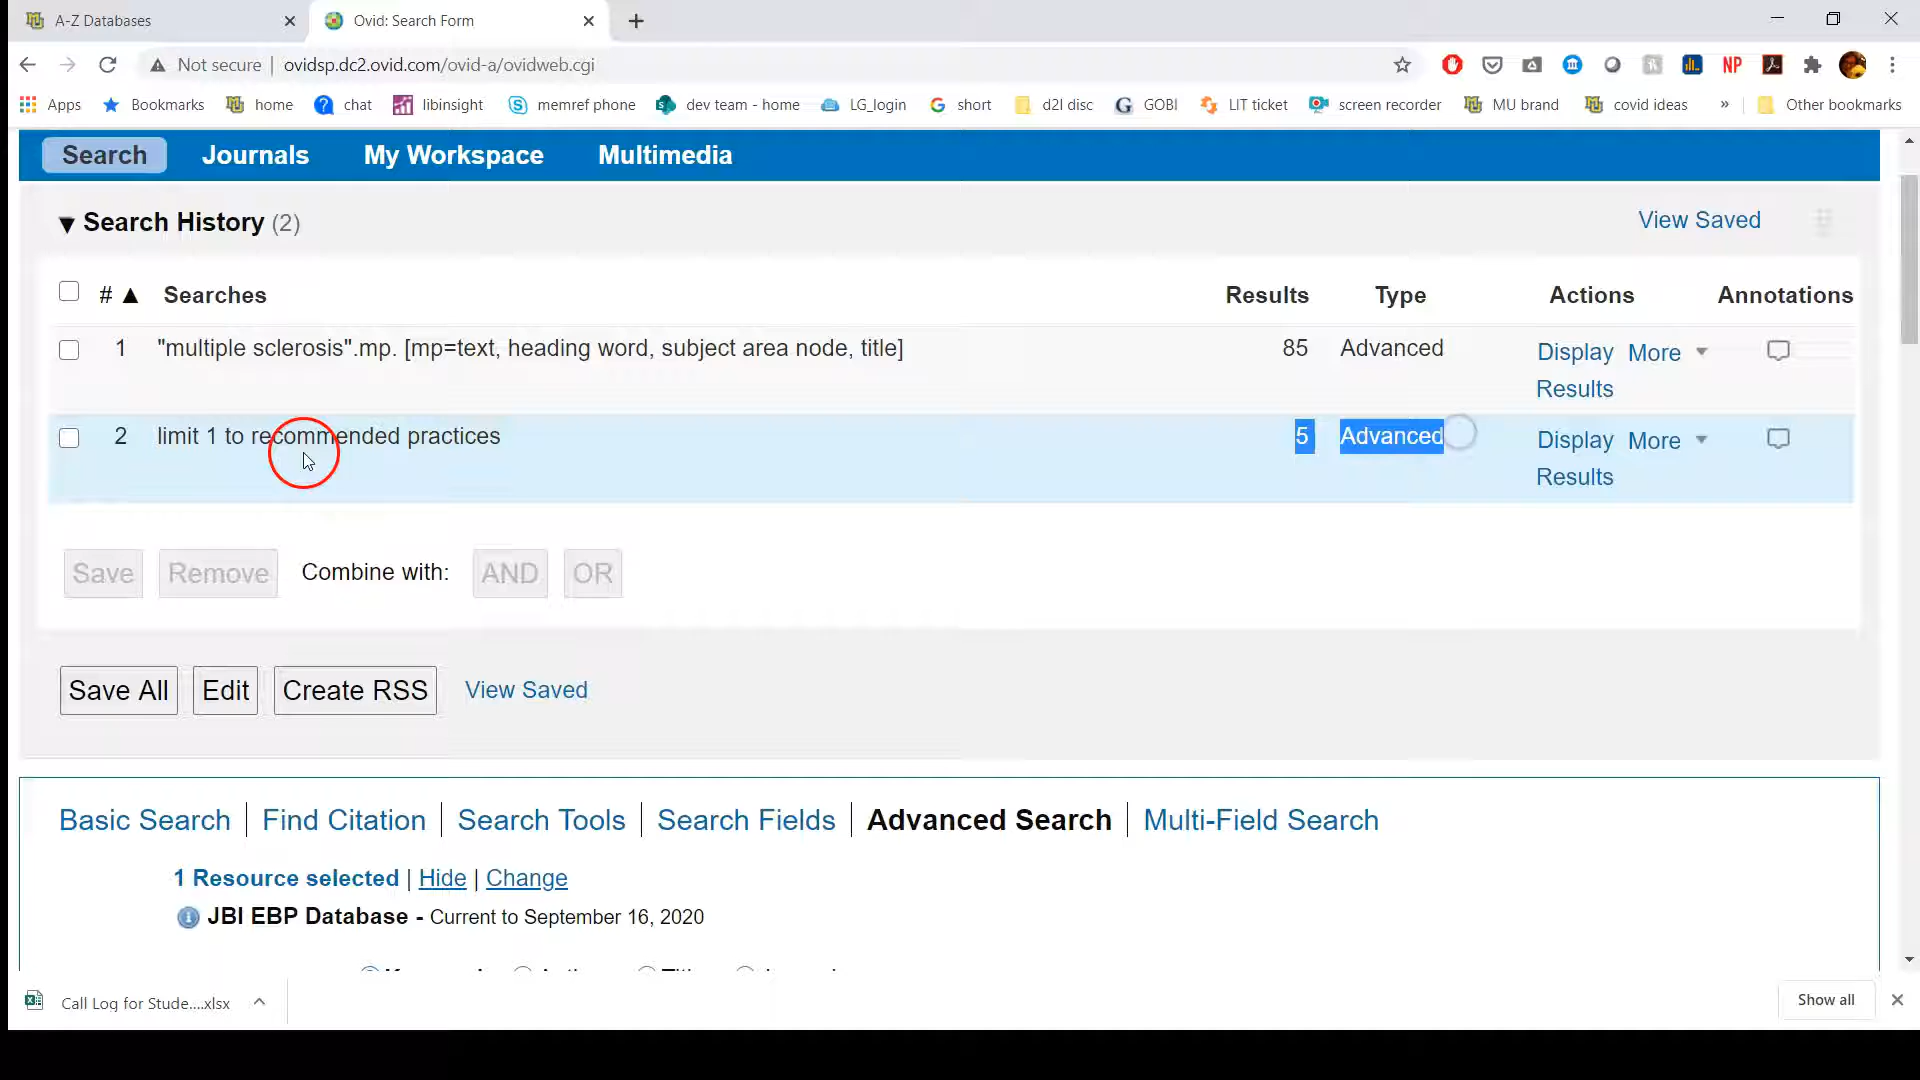 A-Z Databases
Ovid: Search Form
Not secure | ovidsp.dc2.ovid.com/ovid-a/ovidweb.cgi
NP
Apps Bookmarks home chat libinsight memref phone dev team - home LG_login short d2l disc GOBI LIT ticket screen recorder MU brand covid ideas » Other bookmarks
Search Journals My Workspace Multimedia
▼ Search History (2) View Saved
# ▲ Searches Results Type Actions Annotations
1 "multiple sclerosis".mp. [mp=text, heading word, subject area node, title] 85 Advanced Display Results More
2 limit 1 to recommended practices 5 Advanced Display Results More
Save Remove Combine with: AND OR
Save All Edit Create RSS View Saved
Basic Search | Find Citation | Search Tools | Search Fields | Advanced Search | Multi-Field Search
1 Resource selected | Hide | Change
JBI EBP Database - Current to September 16, 2020
Call Log for Stude....xlsx
Show all